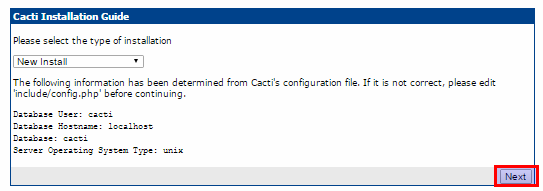 Cacti Installation Guide
Please select the type of installation
New Install
The following information has been determined from Cacti's configuration file. If it is not correct, please edit
'include/config.php' before continuing.
Database User: cacti
Database Hostname: localhost
Database: cacti
Server Operating System Type: unix
Next